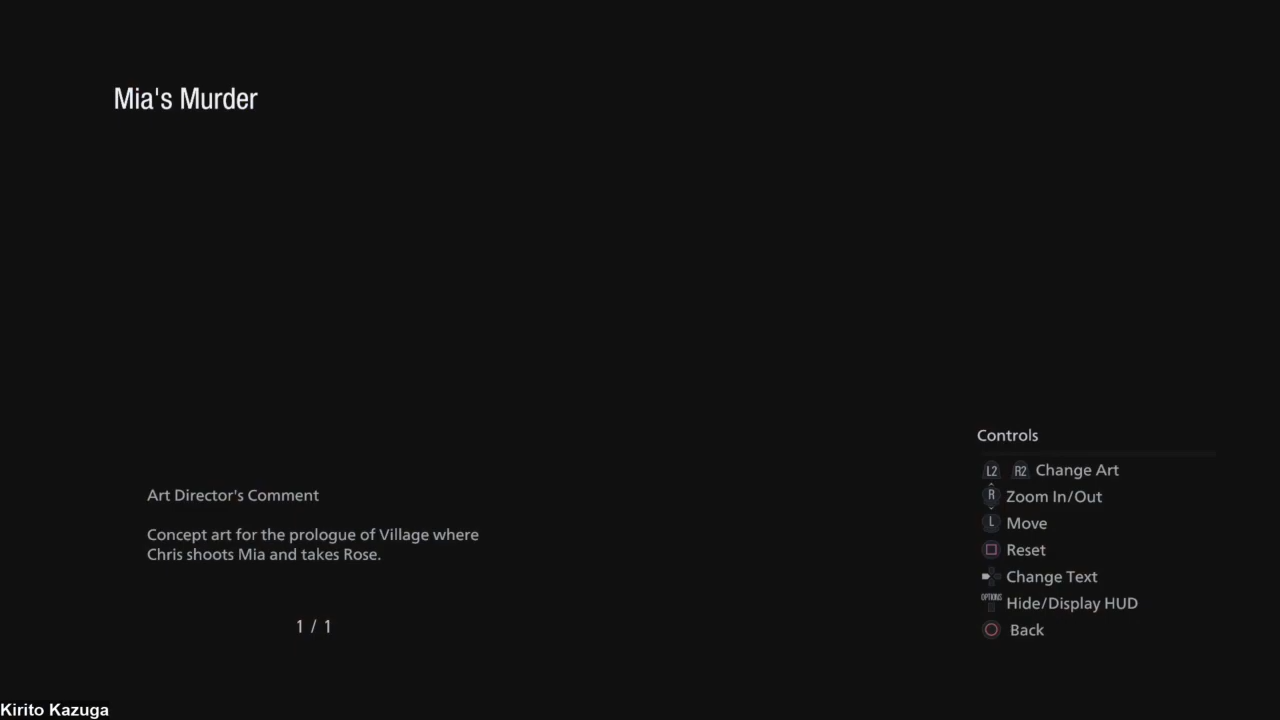 Mia's Murder
Art Director's Comment
Concept art for the prologue of Village where
Chris shoots Mia and takes Rose.
1 / 1
Controls
L2 R2 Change Art
R Zoom In/Out
L Move
Reset
Change Text
OPTIONS Hide/Display HUD
Back
Kirito Kazuga